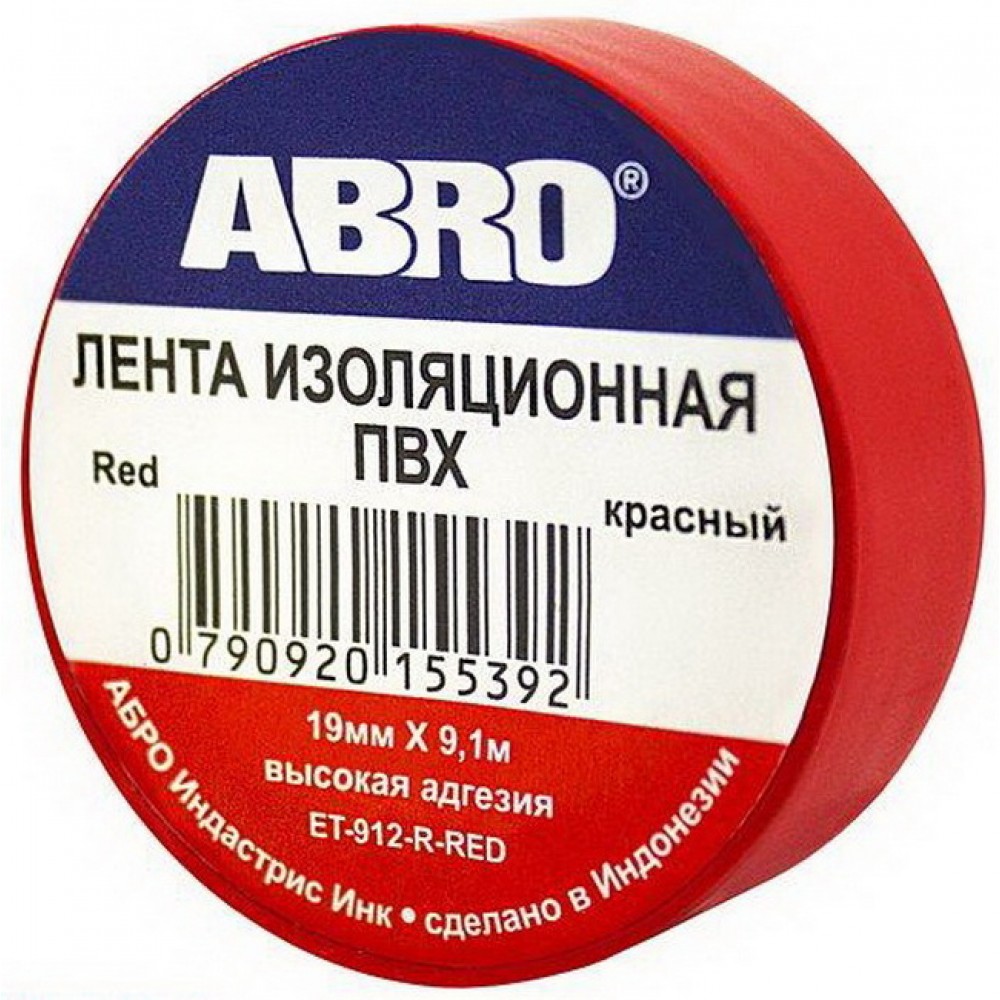 ABRO®
ЛЕНТА ИЗОЛЯЦИОННАЯ
ПВХ
Red
красный
0 790920 155392
19мм X 9,1м
высокая адгезия
ET-912-R-RED
АБРО Индастрис Инк • сделано в Индонезии